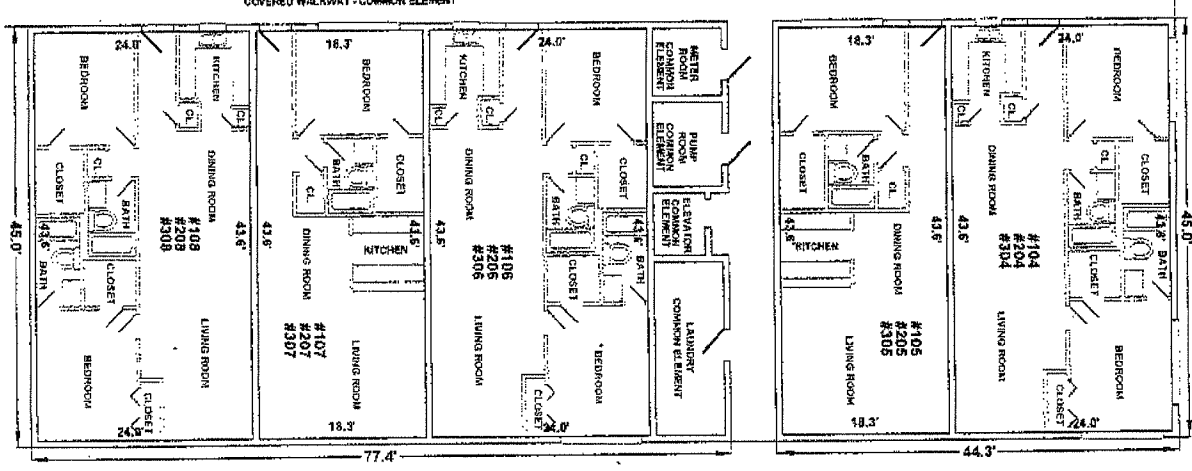 COVERED WALKWAY - COMMON ELEMENT
24.0'
BEDROOM
KITCHEN
CL.
CL.
CLOSET
CL.
BATH
DINING ROOM
#108
#208
#308
45.0'
43.6'
BATH
CLOSET
BEDROOM
LIVING ROOM
CLOSET
24.0'
18.3'
BEDROOM
BATH
CLOSET
CL.
43.6'
43.6'
DINING ROOM
KITCHEN
#107
#207
#307
LIVING ROOM
18.3'
24.0'
KITCHEN
BEDROOM
CL.
CL.
DINING ROOM
CL.
CLOSET
BATH
43.6'
43.6'
#106
#206
#306
CLOSET
BATH
LIVING ROOM
BEDROOM
CLOSET
24.0'
METER
ROOM
COMMON
ELEMENT
PUMP
ROOM
COMMON
ELEMENT
ELEVATOR
COMMON
ELEMENT
LAUNDRY
COMMON ELEMENT
77.4'
18.3'
BEDROOM
CLOSET
BATH
CL.
43.6'
43.6'
KITCHEN
DINING ROOM
#105
#205
#305
LIVING ROOM
18.3'
24.0'
KITCHEN
BEDROOM
CL.
CL.
DINING ROOM
CL.
CLOSET
BATH
43.6'
43.6'
45.0'
#104
#204
#304
CLOSET
BATH
LIVING ROOM
BEDROOM
CLOSET
24.0'
44.3'